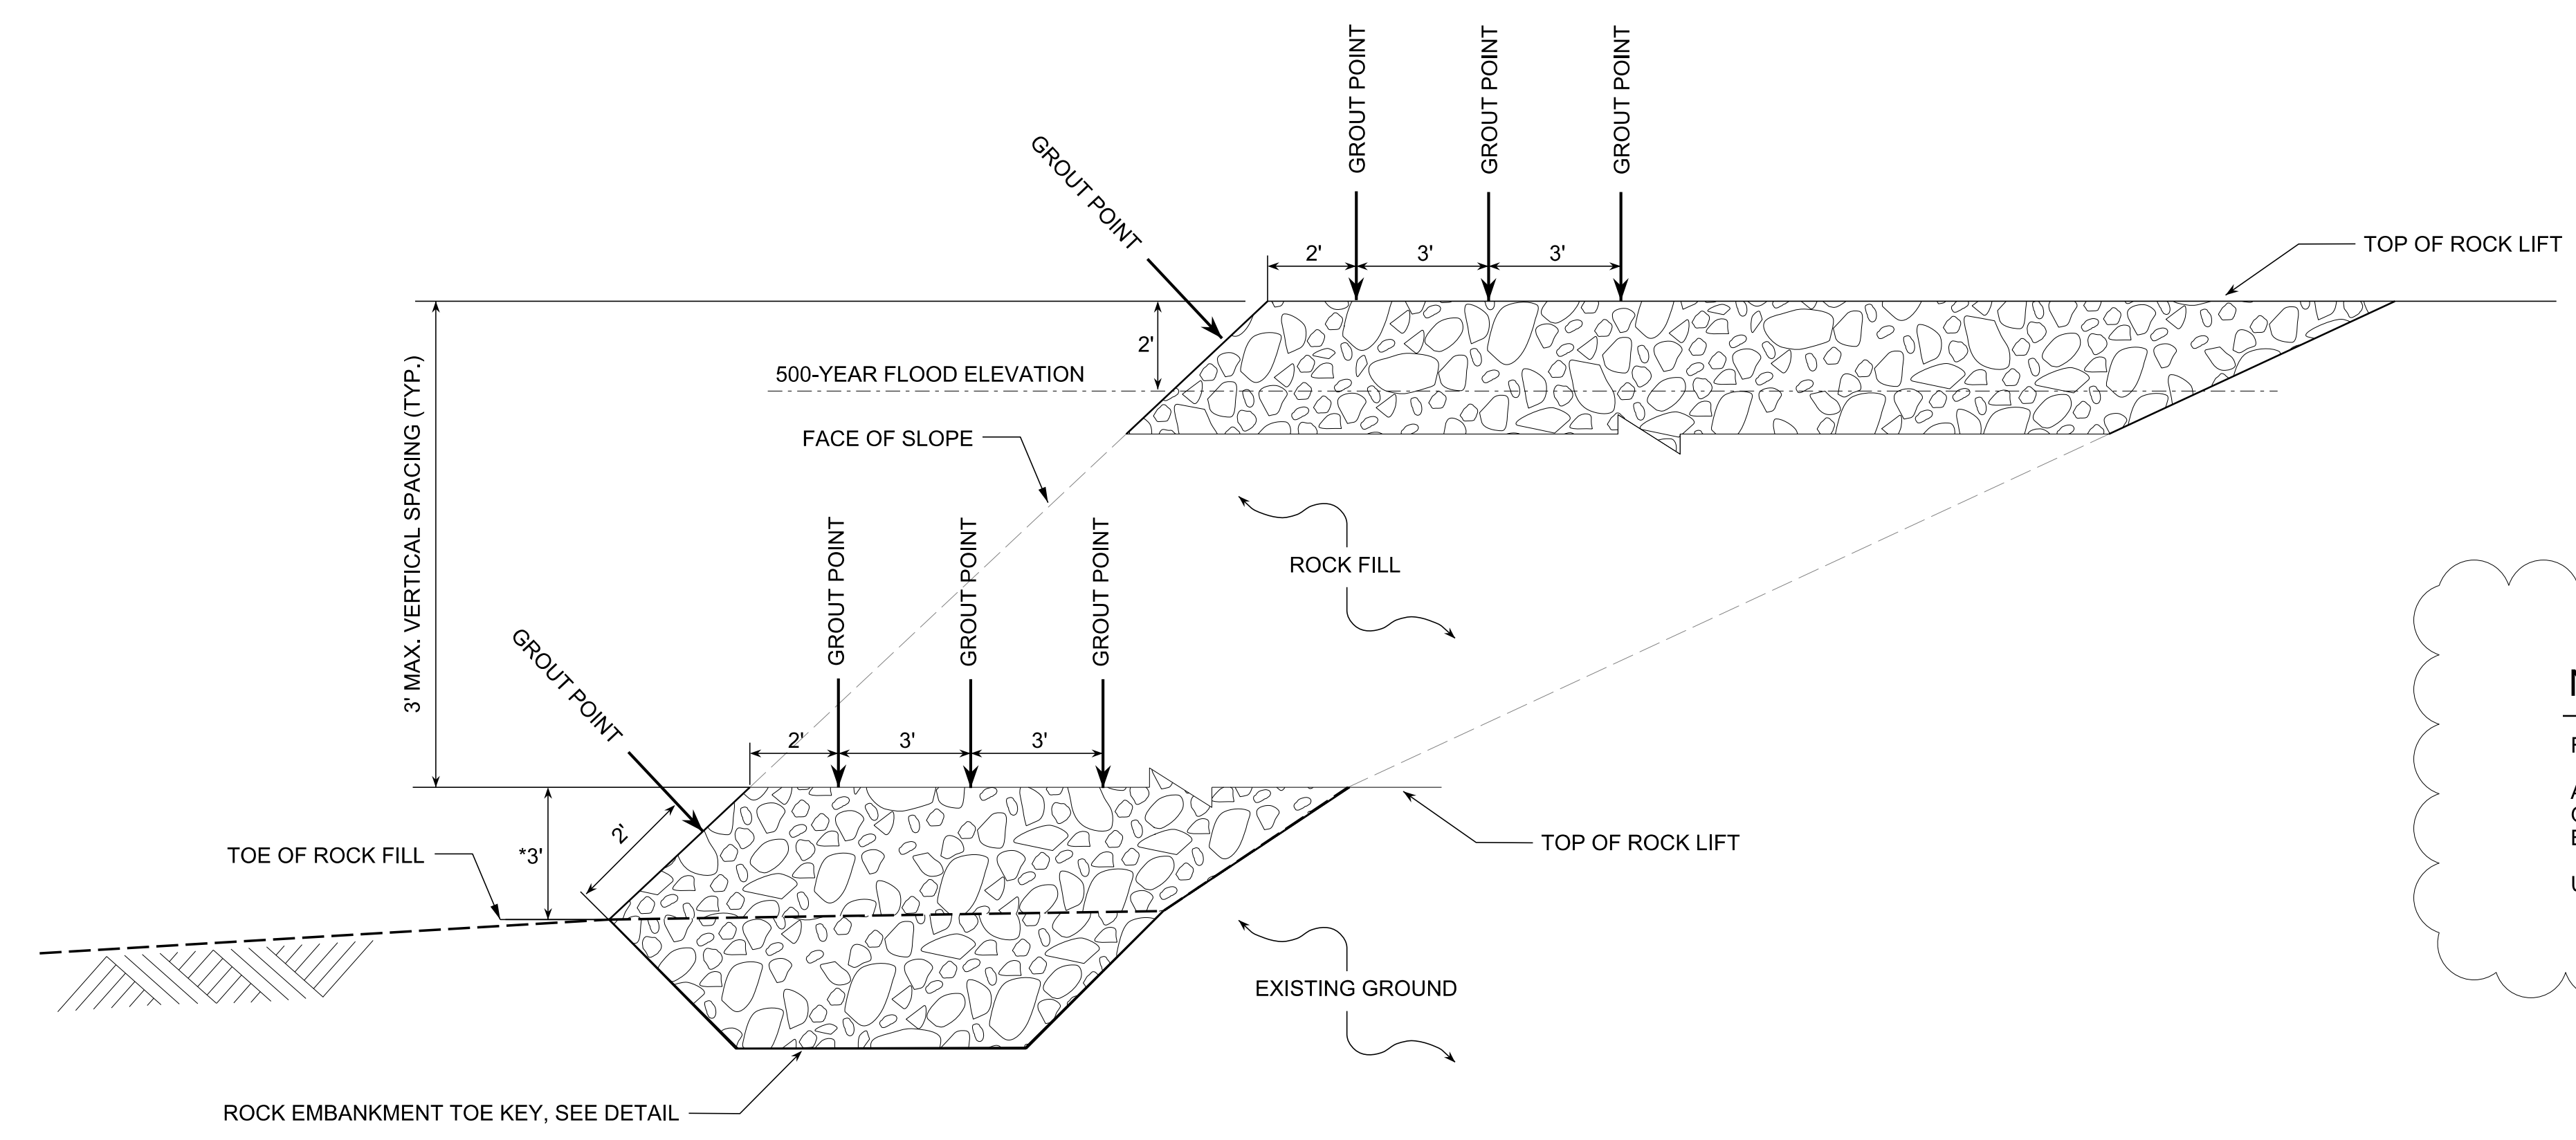 GROUT POINT
GROUT POINT
GROUT POINT
GROUT POINT
2'
3'
3'
TOP OF ROCK LIFT
2'
500-YEAR FLOOD ELEVATION
FACE OF SLOPE
3' MAX. VERTICAL SPACING (TYP.)
ROCK FILL
GROUT POINT
GROUT POINT
GROUT POINT
GROUT POINT
2'
3'
3'
2'
*3'
TOE OF ROCK FILL
TOP OF ROCK LIFT
EXISTING GROUND
ROCK EMBANKMENT TOE KEY, SEE DETAIL